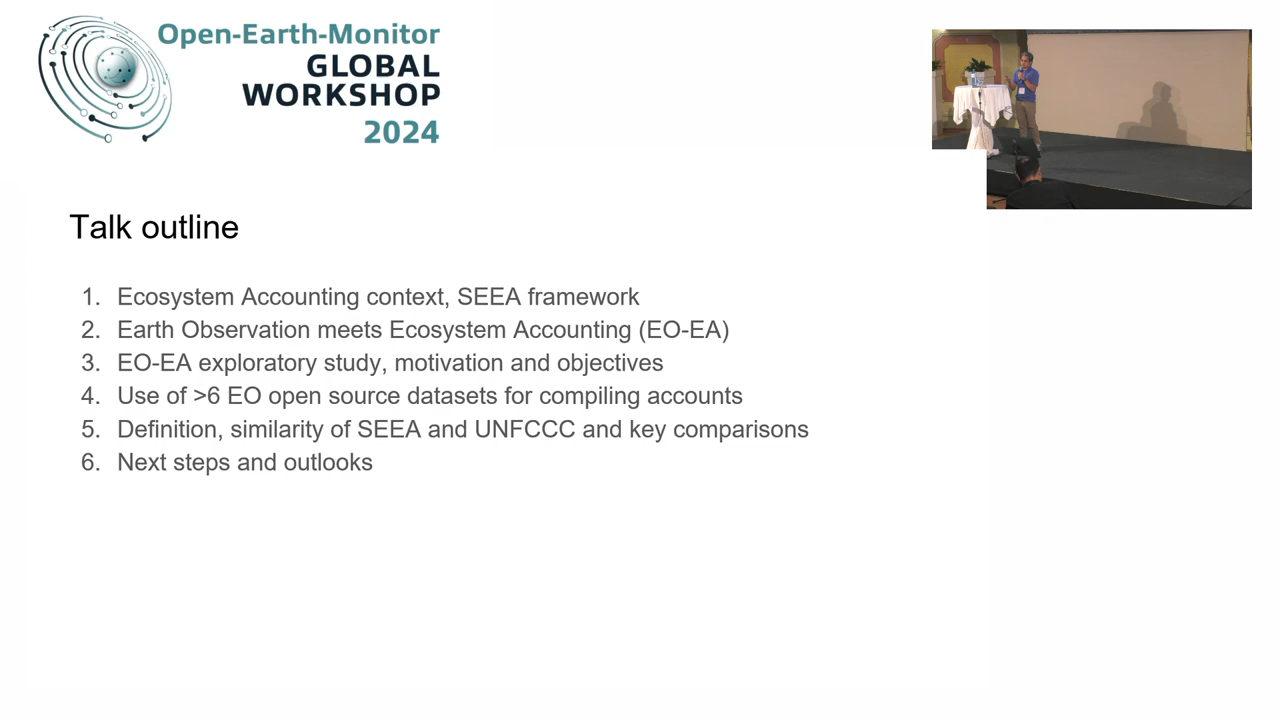 Open-Earth-Monitor
GLOBAL
WORKSHOP
2024
Talk outline
1. Ecosystem Accounting context, SEEA framework
2. Earth Observation meets Ecosystem Accounting (EO-EA)
3. EO-EA exploratory study, motivation and objectives
4. Use of >6 EO open source datasets for compiling accounts
5. Definition, similarity of SEEA and UNFCCC and key comparisons
6. Next steps and outlooks